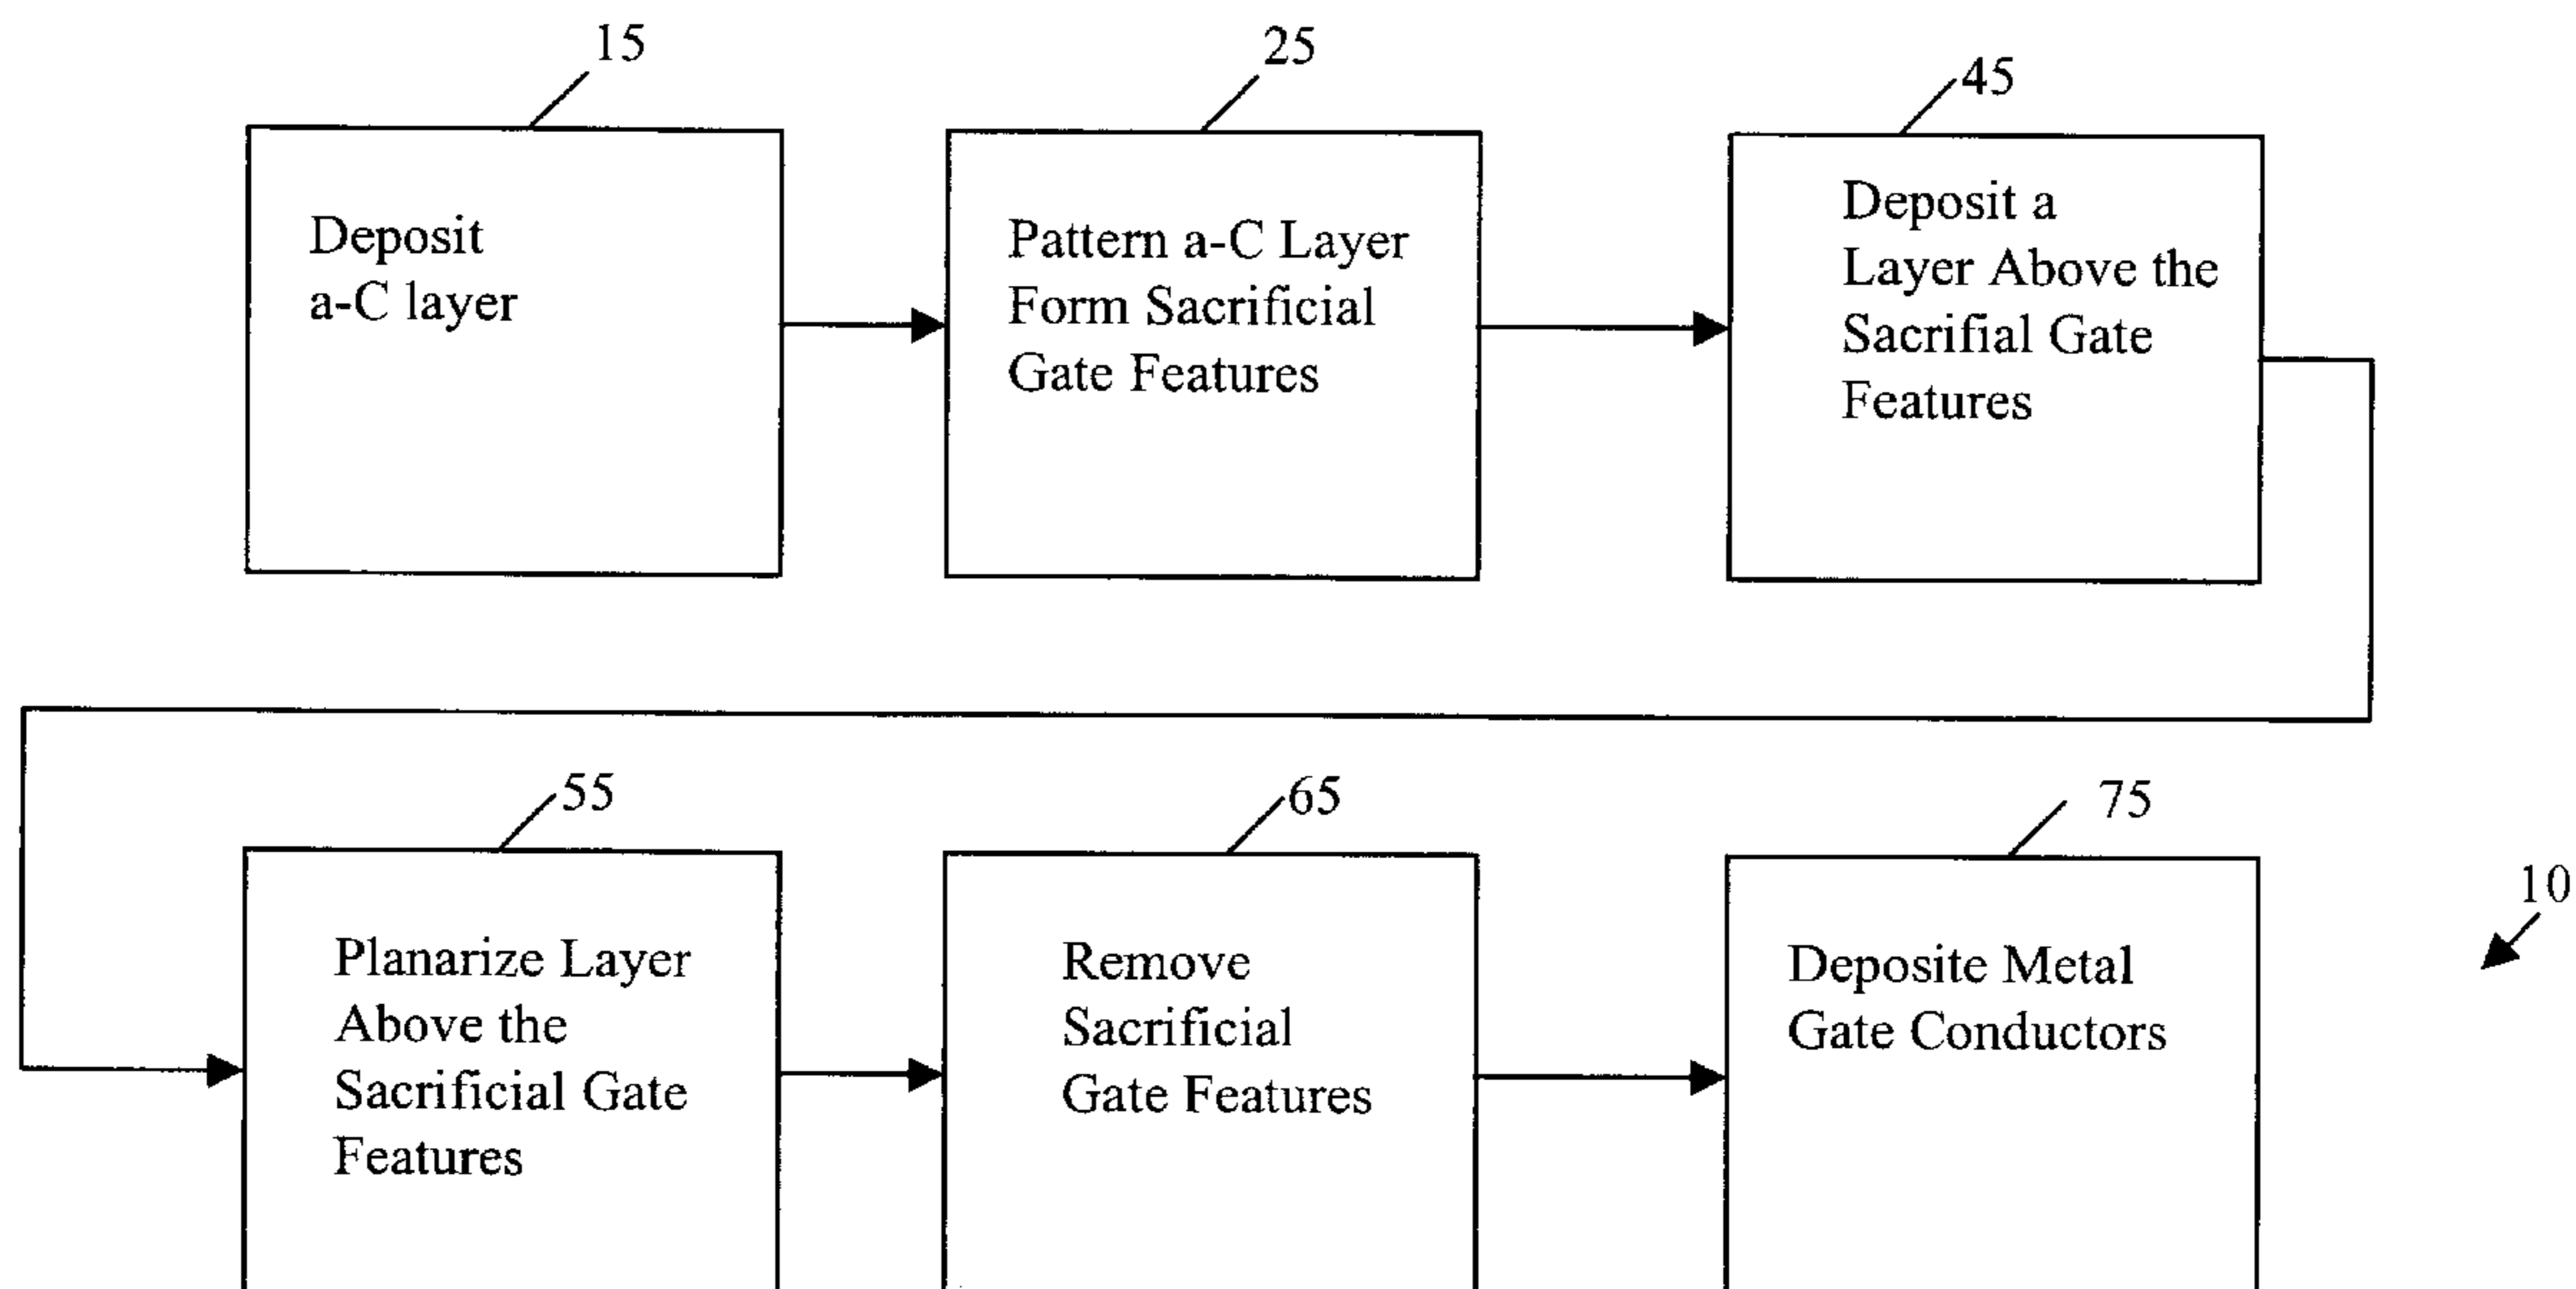 15
25
45
Deposit
a-C layer
Pattern a-C Layer
Form Sacrificial
Gate Features
Deposit a
Layer Above the
Sacrifial Gate
Features
55
65
75
10
Planarize Layer
Above the
Sacrificial Gate
Features
Remove
Sacrificial
Gate Features
Deposite Metal
Gate Conductors